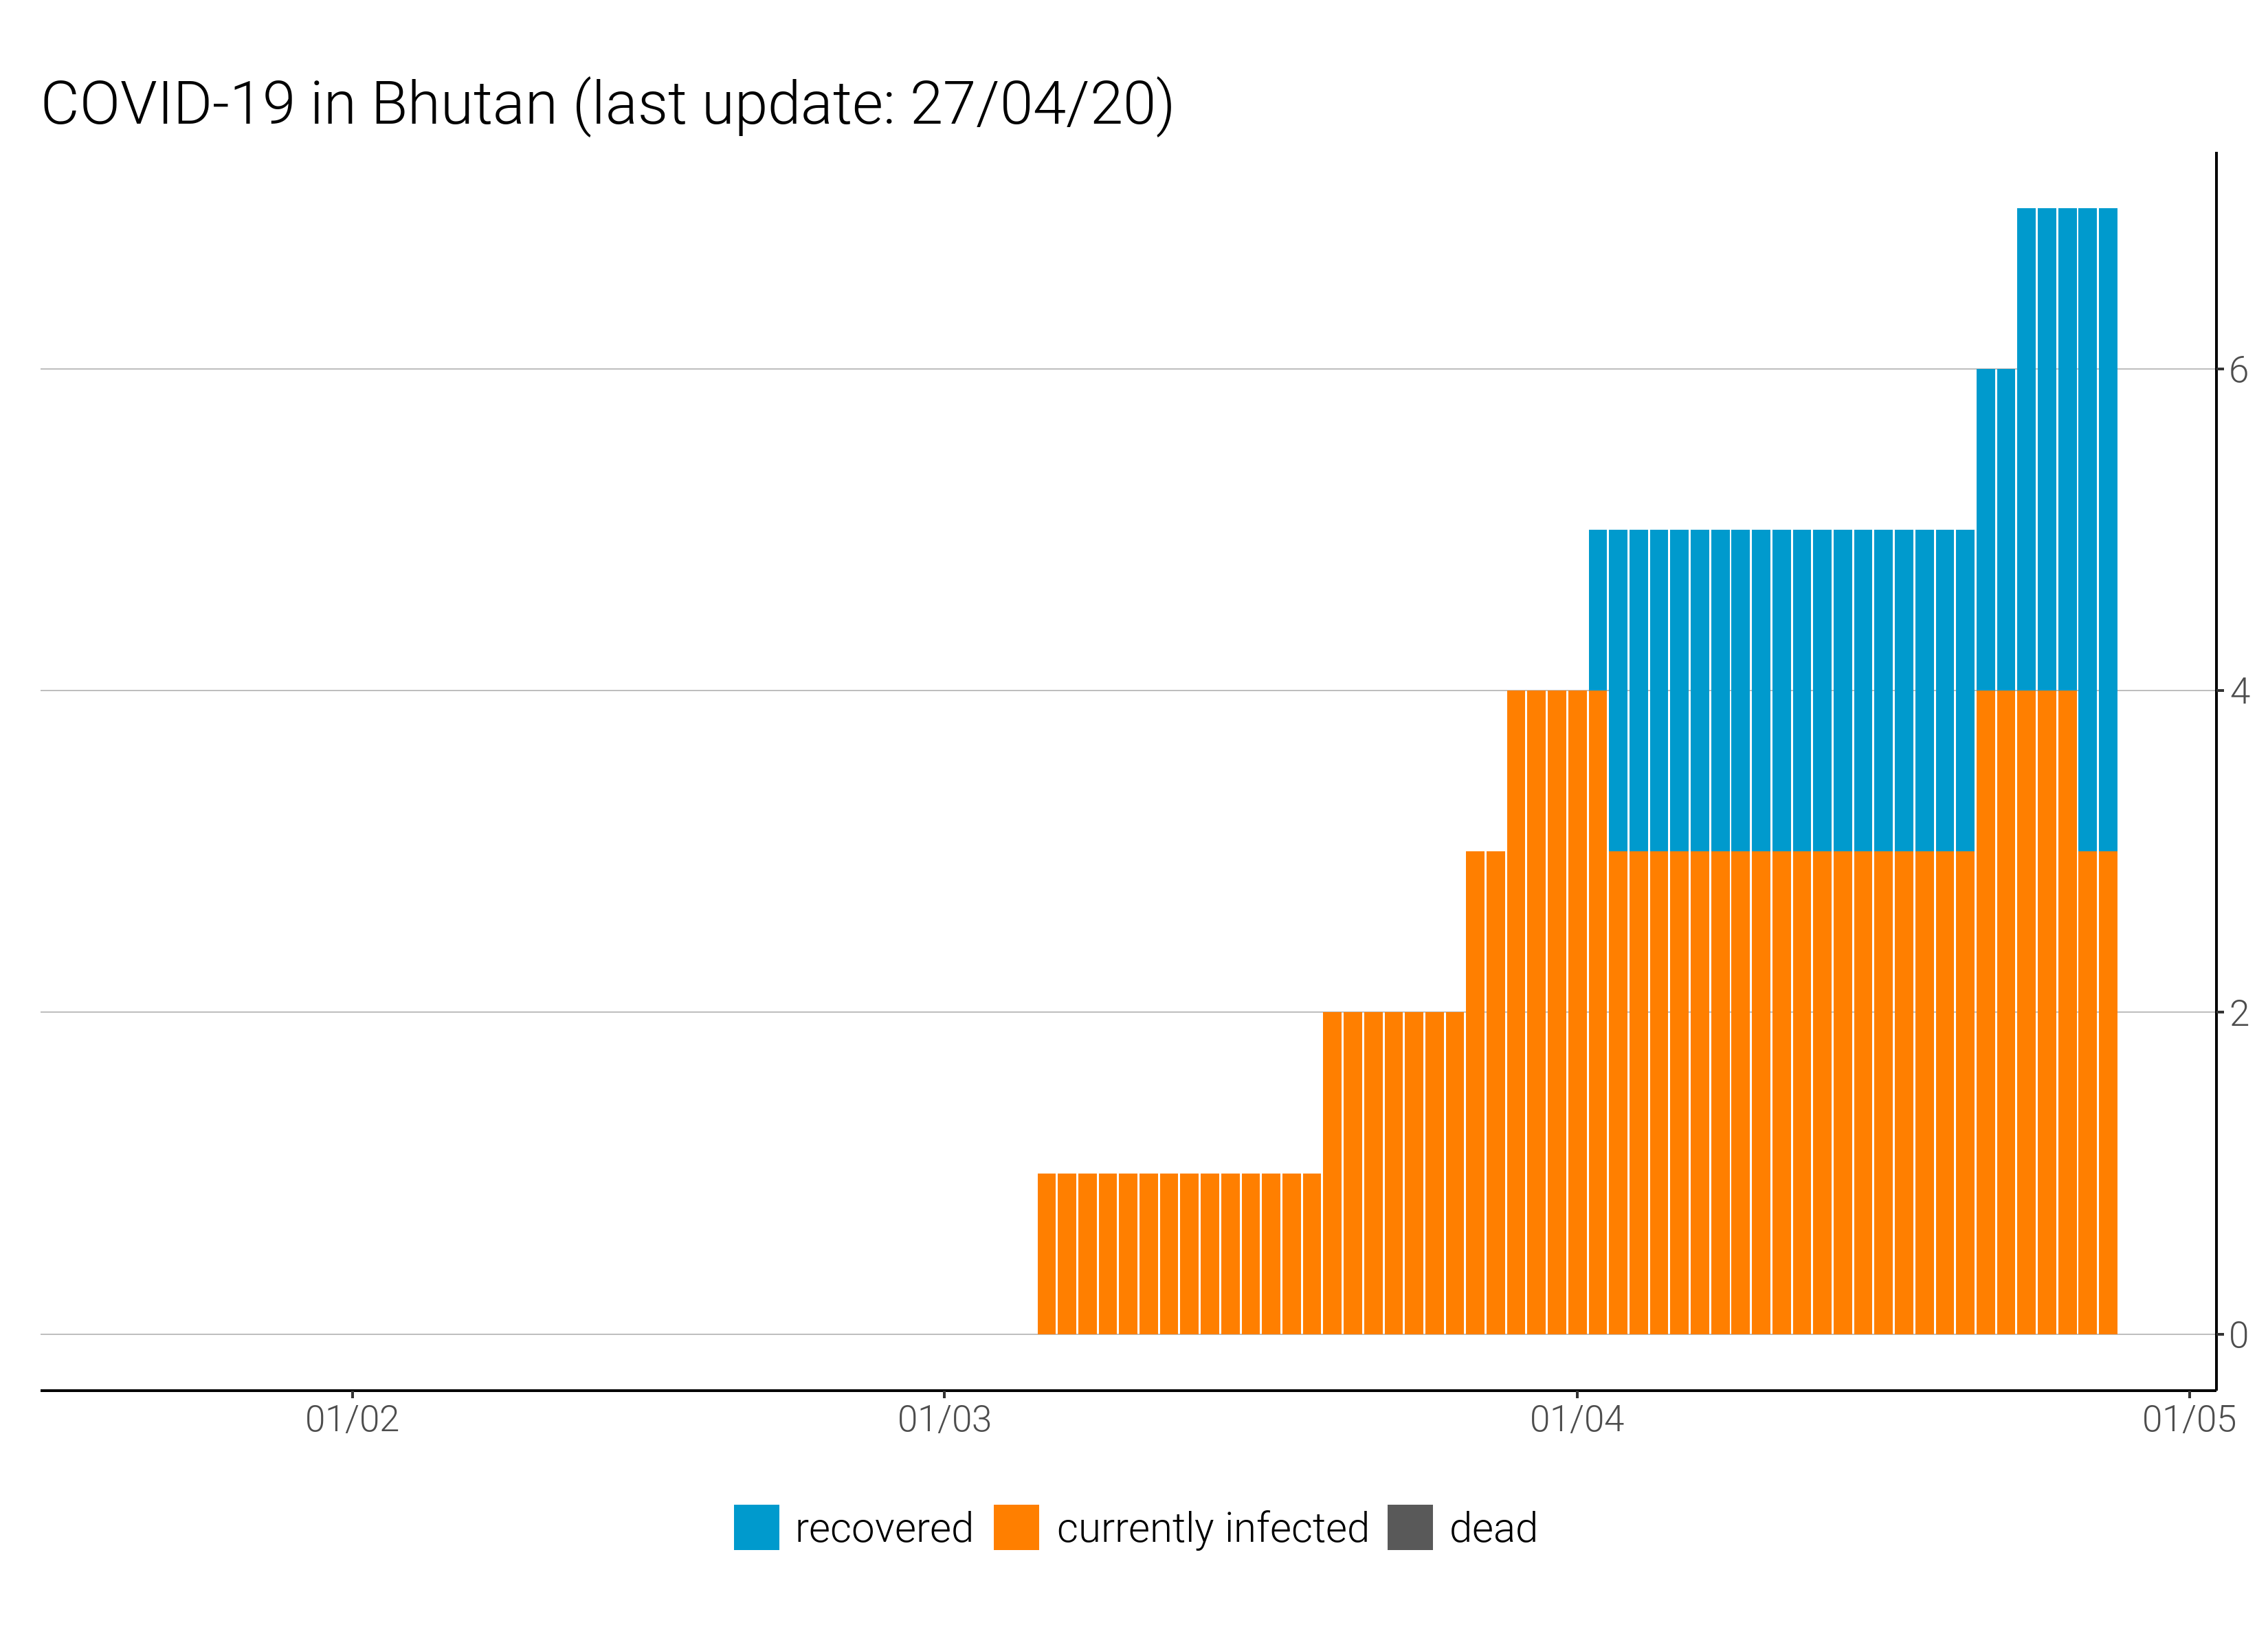 COVID-19 in Bhutan (last update: 27/04/20)
6
4
2
0
01/02 01/03 01/04 01/05
recovered currently infected dead